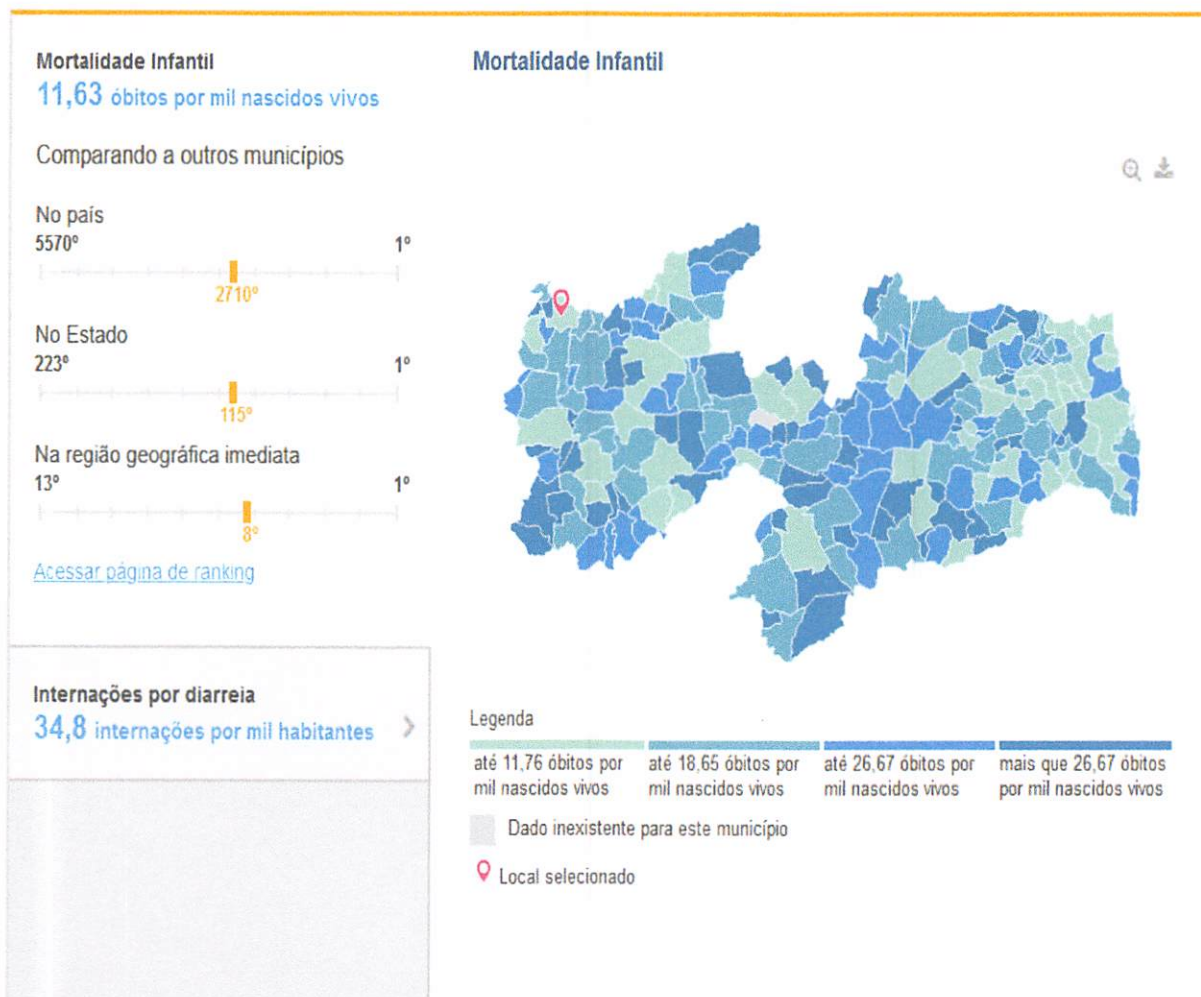 Mortalidade Infantil
11,63 óbitos por mil nascidos vivos
Comparando a outros municípios
No país
5570º 1º
2710º
No Estado
223º 1º
115º
Na região geográfica imediata
13º 1º
8º
Acessar página de ranking
Internações por diarreia
34,8 internações por mil habitantes
Mortalidade Infantil
Legenda
até 11,76 óbitos por
mil nascidos vivos
até 18,65 óbitos por
mil nascidos vivos
até 26,67 óbitos por
mil nascidos vivos
mais que 26,67 óbitos
por mil nascidos vivos
Dado inexistente para este município
Local selecionado